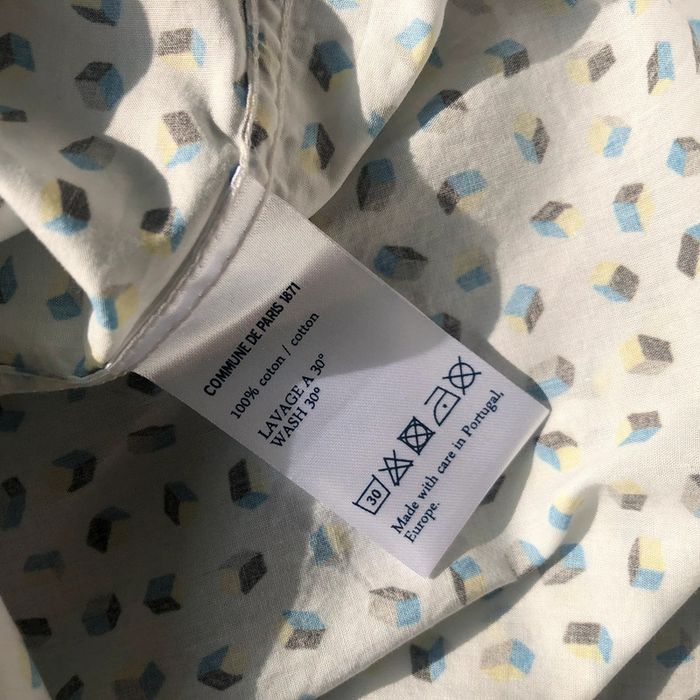 COMMUNE DE PARIS 1871
100% coton / cotton
LAVAGE A 30°
WASH 30°
30
Made with care in Portugal,
Europe.